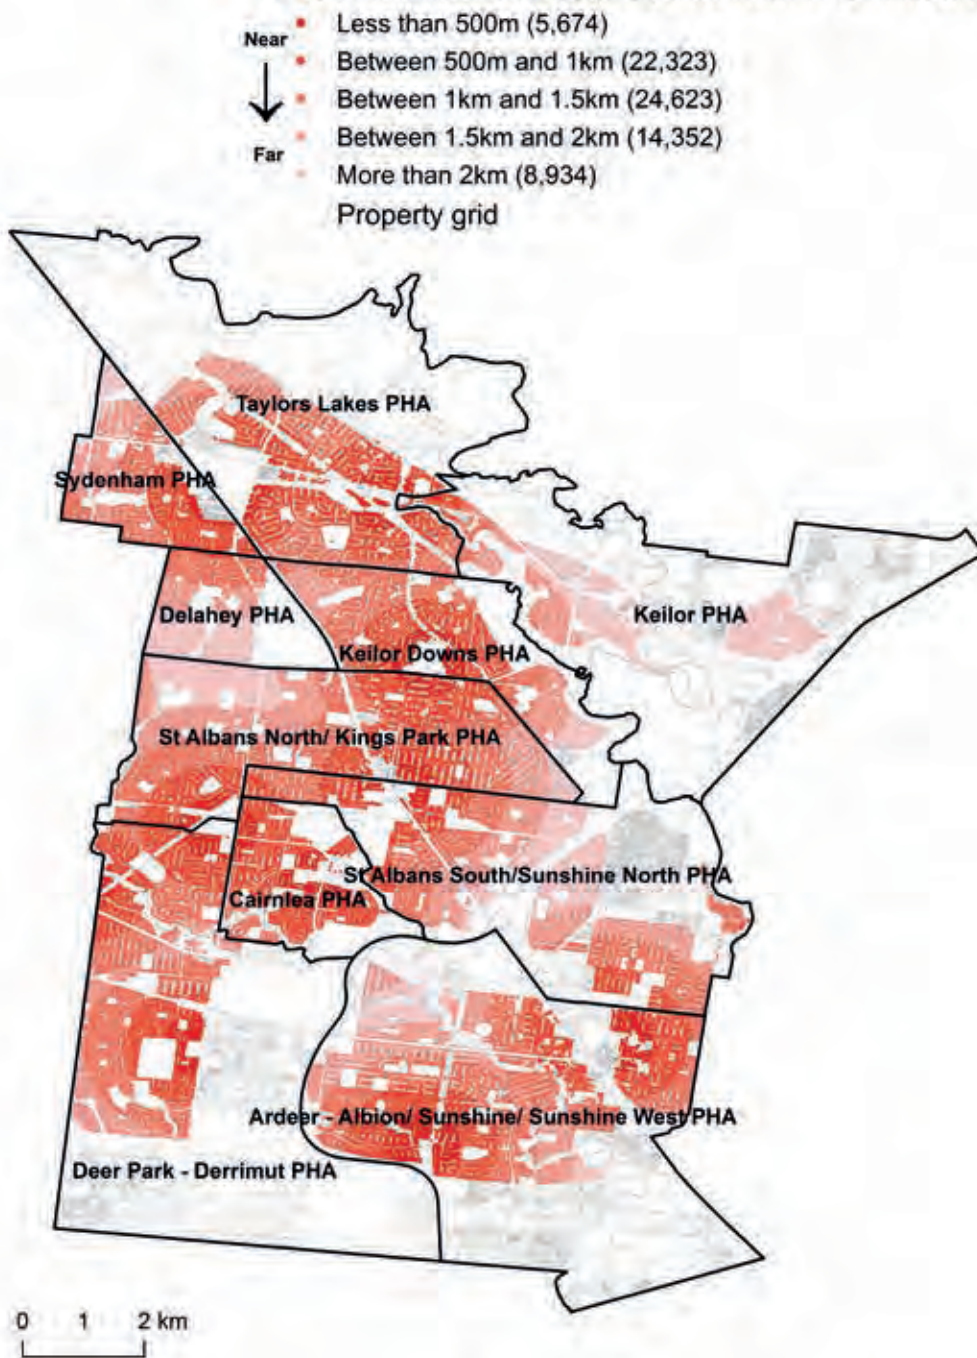 Near
Far
Less than 500m (5,674)
Between 500m and 1km (22,323)
Between 1km and 1.5km (24,623)
Between 1.5km and 2km (14,352)
More than 2km (8,934)
Property grid
Taylors Lakes PHA
Sydenham PHA
Delahey PHA
Keilor PHA
Keilor Downs PHA
St Albans North/ Kings Park PHA
St Albans South/Sunshine North PHA
Cairnlea PHA
Ardeer - Albion/ Sunshine/ Sunshine West PHA
Deer Park - Derrimut PHA
0 1 2 km